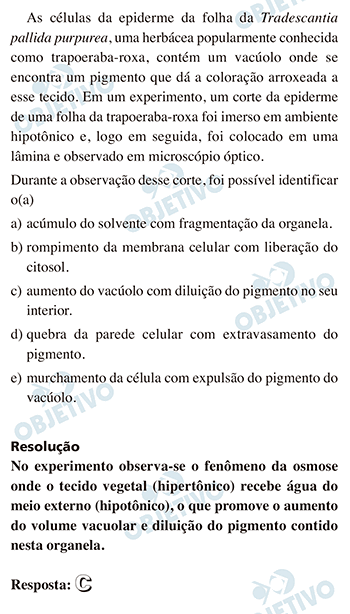 As células da epiderme da folha da Tradescantia
pallida purpurea, uma herbácea popularmente conhecida
como trapoeraba-roxa, contém um vacúolo onde se
encontra um pigmento que dá a coloração arroxeada a
esse tecido. Em um experimento, um corte da epiderme
de uma folha da trapoeraba-roxa foi imerso em ambiente
hipotônico e, logo em seguida, foi colocado em uma
lâmina e observado em microscópio óptico.
Durante a observação desse corte, foi possível identificar
o(a)
a) acúmulo do solvente com fragmentação da organela.
b) rompimento da membrana celular com liberação do
citosol.
c) aumento do vacúolo com diluição do pigmento no seu
interior.
d) quebra da parede celular com extravasamento do
pigmento.
e) murchamento da célula com expulsão do pigmento do
vacúolo.
Resolução
No experimento observa-se o fenômeno da osmose
onde o tecido vegetal (hipertônico) recebe água do
meio externo (hipotônico), o que promove o aumento
do volume vacuolar e diluição do pigmento contido
nesta organela.
Resposta: C
OBJETIVO
OBJETIVO
OBJETIVO
OBJETIVO
OBJETIVO
OBJETIVO
OBJETIVO